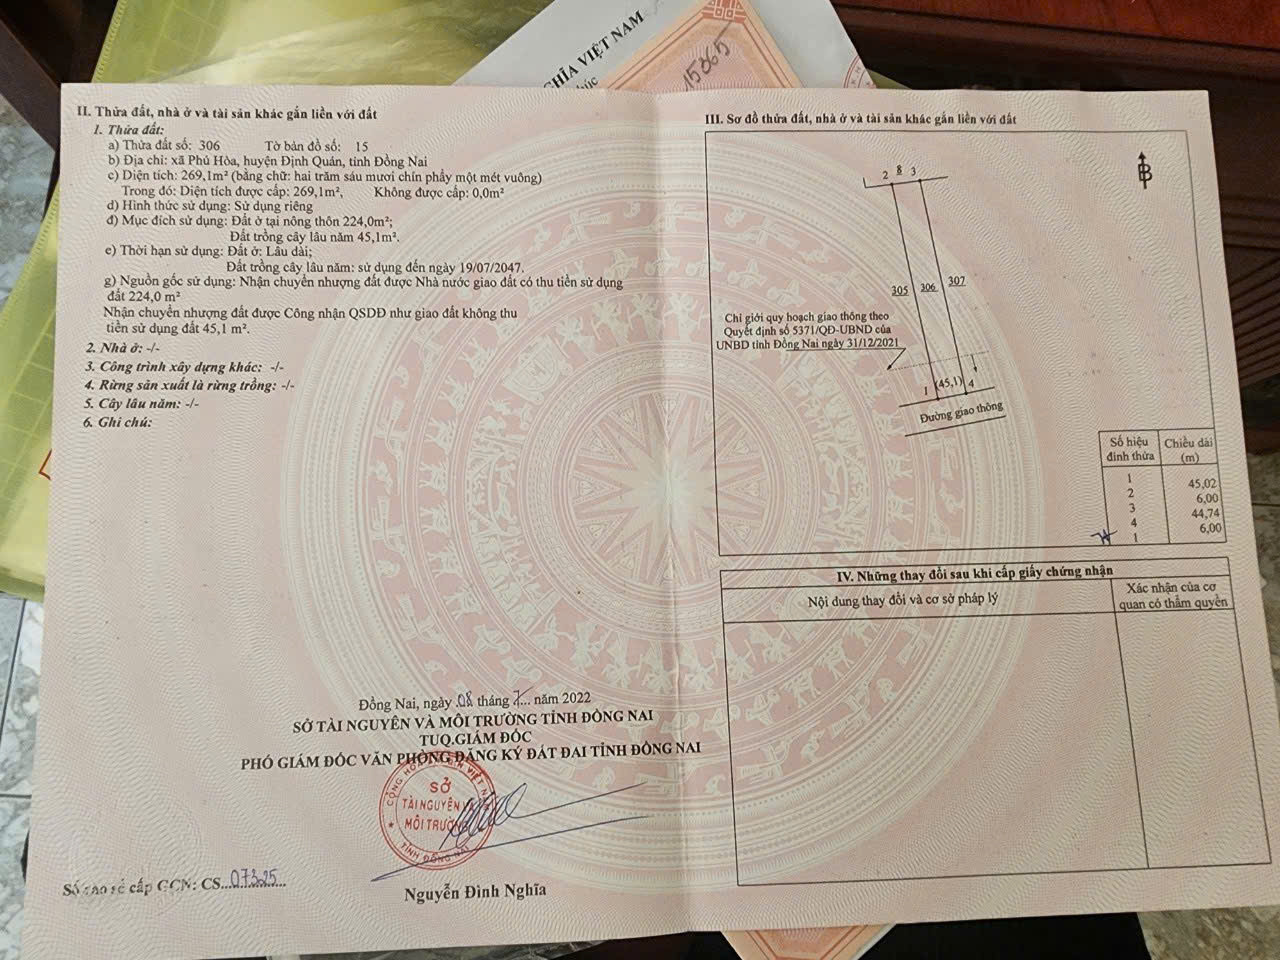 GHĨA VIỆT NAM
15865
II. Thửa đất, nhà ở và tài sản khác gắn liền với đất
1. Thửa đất:
a) Thửa đất số: 306 Tờ bản đồ số: 15
b) Địa chỉ: xã Phú Hòa, huyện Định Quán, tỉnh Đồng Nai
c) Diện tích: 269,1m² (bằng chữ: hai trăm sáu mươi chín phẩy một mét vuông)
Trong đó: Diện tích được cấp: 269,1m², Không được cấp: 0,0m²
d) Hình thức sử dụng: Sử dụng riêng
đ) Mục đích sử dụng: Đất ở tại nông thôn 224,0m²;
Đất trồng cây lâu năm 45,1m².
e) Thời hạn sử dụng: Đất ở: Lâu dài;
Đất trồng cây lâu năm: sử dụng đến ngày 19/07/2047.
g) Nguồn gốc sử dụng: Nhận chuyển nhượng đất được Nhà nước giao đất có thu tiền sử dụng
đất 224,0 m²
Nhận chuyển nhượng đất được Công nhận QSDĐ như giao đất không thu
tiền sử dụng đất 45,1 m².
2. Nhà ở: -/-
3. Công trình xây dựng khác: -/-
4. Rừng sản xuất là rừng trồng: -/-
5. Cây lâu năm: -/-
6. Ghi chú:
Đồng Nai, ngày 08 tháng 7 năm 2022
SỞ TÀI NGUYÊN VÀ MÔI TRƯỜNG TỈNH ĐỒNG NAI
TUQ.GIÁM ĐỐC
PHÓ GIÁM ĐỐC VĂN PHÒNG ĐĂNG KÝ ĐẤT ĐAI TỈNH ĐỒNG NAI
SỞ
TÀI NGUYÊN
MÔI TRƯỜNG
TỈNH ĐỒNG NAI
Nguyễn Đình Nghĩa
Số vào sổ cấp GCN: CS...07325...
III. Sơ đồ thửa đất, nhà ở và tài sản khác gắn liền với đất
B
2 8 3
305 306 307
Chỉ giới quy hoạch giao thông theo
Quyết định số 5371/QĐ-UBND của
UNBD tỉnh Đồng Nai ngày 31/12/2021
1 (45,1) 4
Đường giao thông
Số hiệu đỉnh thửa Chiều dài (m)
1
45,02
2
6,00
3
44,74
4
6,00
1
IV. Những thay đổi sau khi cấp giấy chứng nhận
Nội dung thay đổi và cơ sở pháp lý
Xác nhận của cơ
quan có thẩm quyền